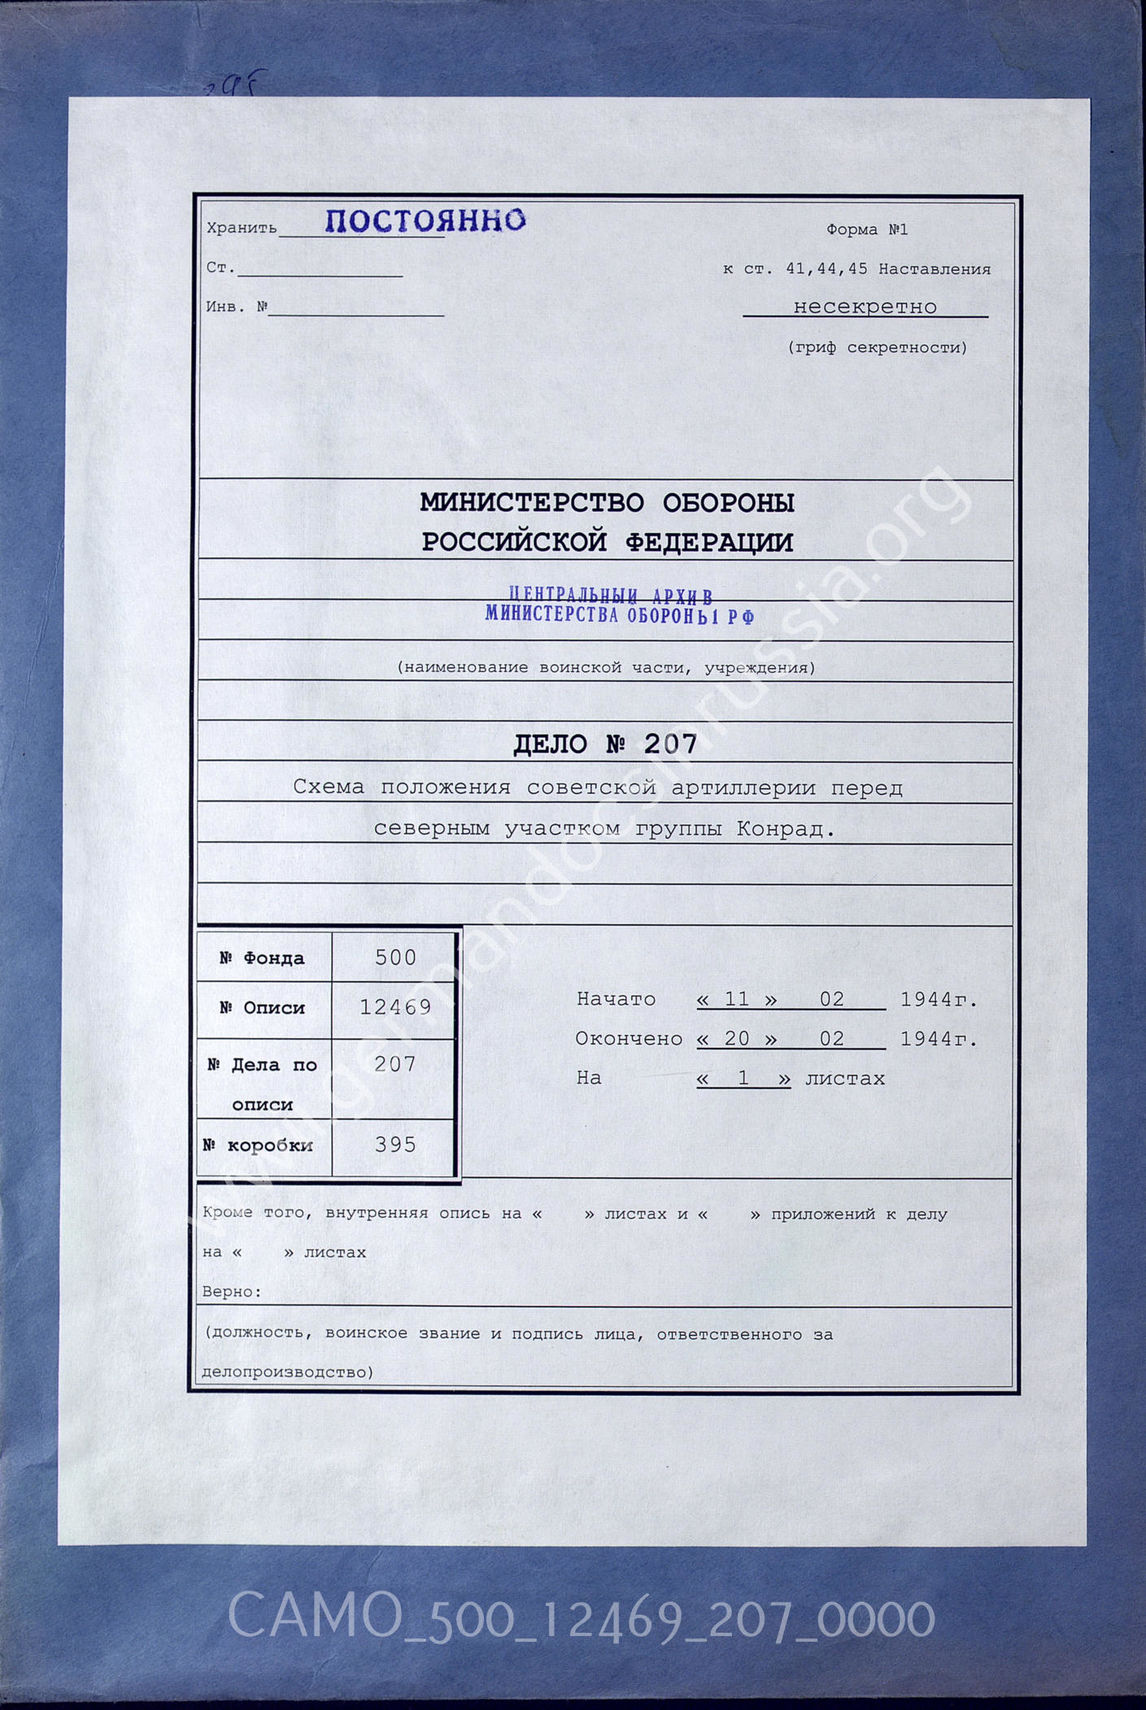 395
Хранить ПОСТОЯННО
Форма №1
Ст.
к ст. 41,44,45 Наставления
Инв. №
несекретно
(гриф секретности)
МИНИСТЕРСТВО ОБОРОНЫ
РОССИЙСКОЙ ФЕДЕРАЦИИ
ЦЕНТРАЛЬНЫЙ АРХИВ
МИНИСТЕРСТВА ОБОРОНЫ РФ
(наименование воинской части, учреждения)
ДЕЛО № 207
Схема положения советской артиллерии перед
северным участком группы Конрад.
№ Фонда 500
№ Описи 12469
№ Дела по описи 207
№ коробки 395
Начато « 11 » 02 1944г.
Окончено « 20 » 02 1944г.
На « 1 » листах
Кроме того, внутренняя опись на « » листах и « » приложений к делу
на « » листах
Верно:
(должность, воинское звание и подпись лица, ответственного за
делопроизводство)
www.germandocsinrussia.org
CAMO_500_12469_207_0000